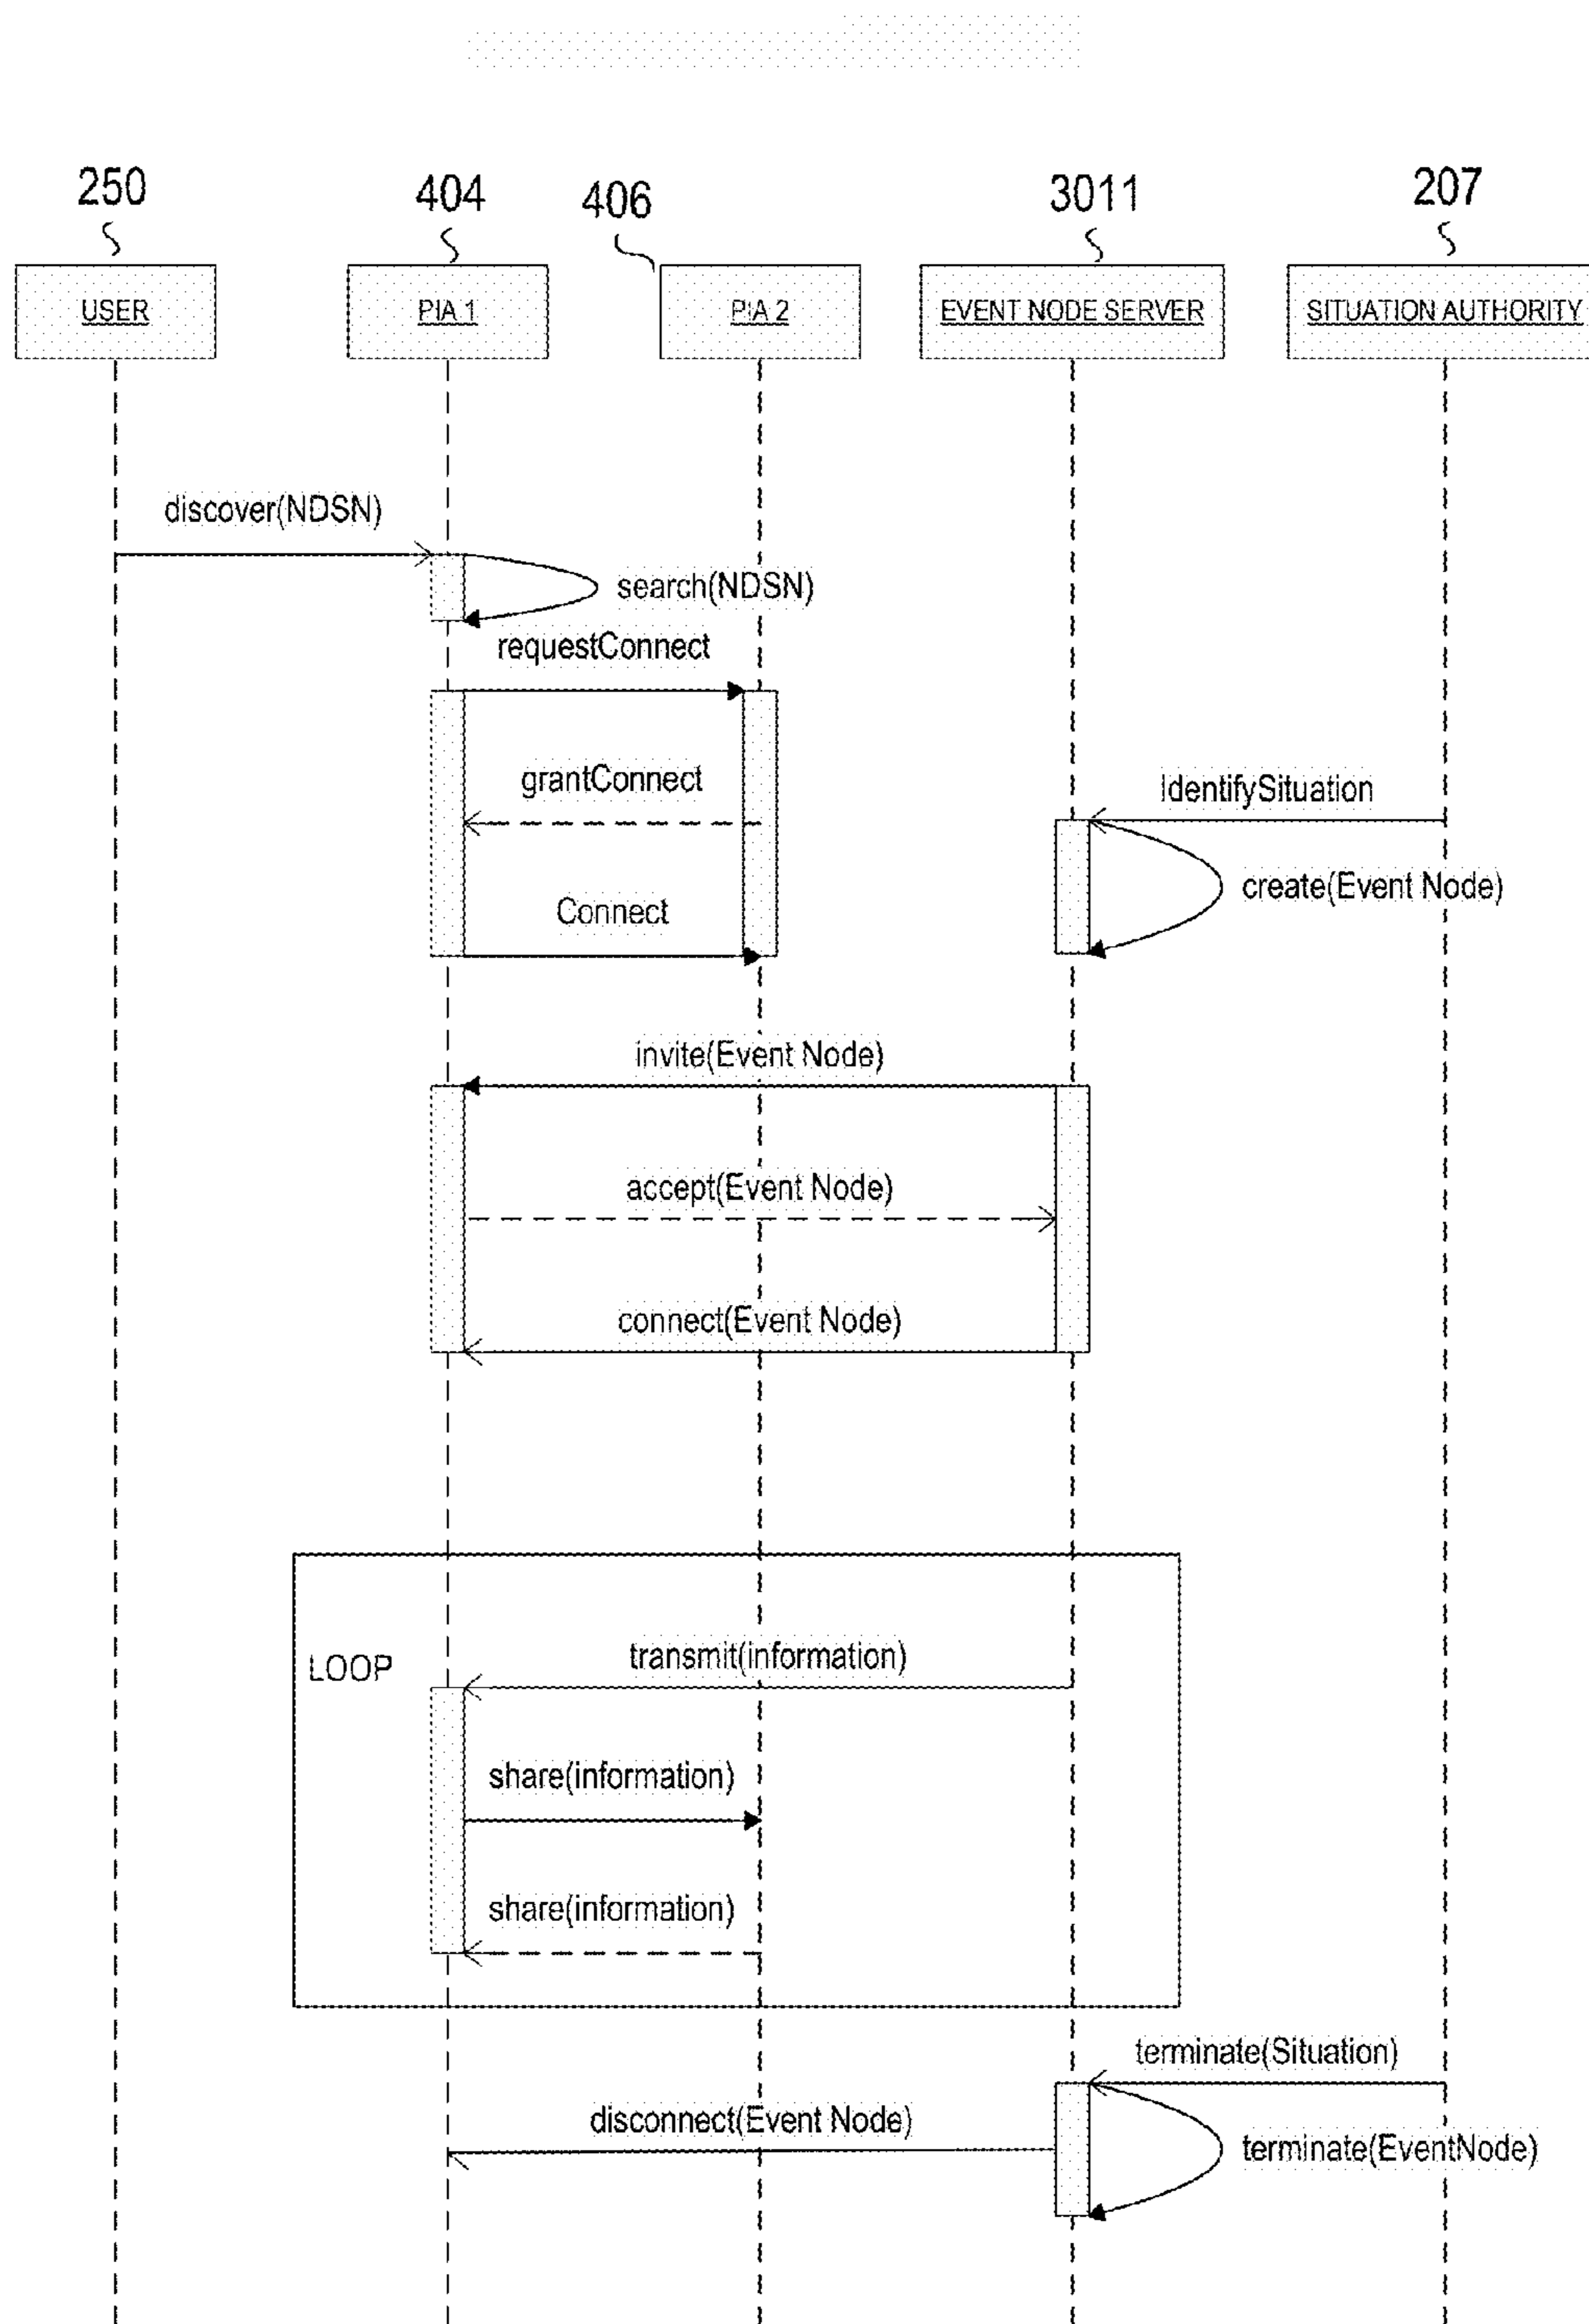 250
404
406
3011
207
USER
PIA 1
PIA 2
EVENT NODE SERVER
SITUATION AUTHORITY
discover(NDSN)
search(NDSN)
requestConnect
grantConnect
IdentifySituation
create(Event Node)
Connect
invite(Event Node)
accept(Event Node)
connect(Event Node)
LOOP
transmit(information)
share(information)
share(information)
terminate(Situation)
disconnect(Event Node)
terminate(EventNode)